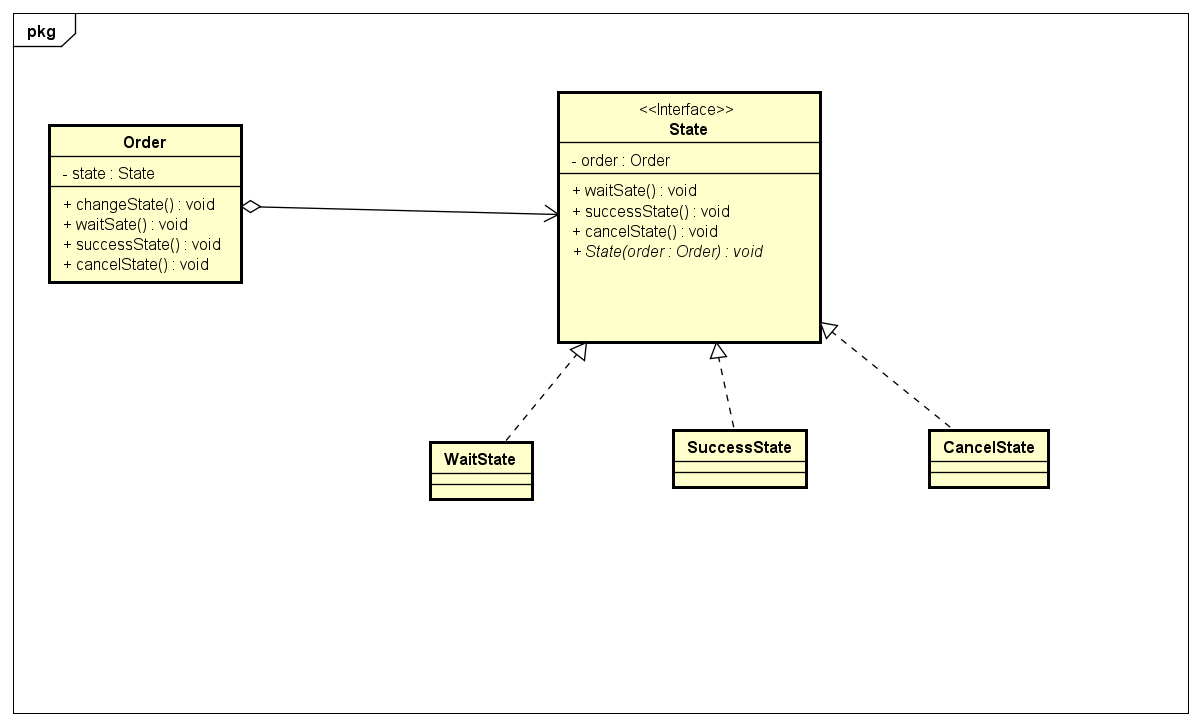 pkg
Order
- state : State
+ changeState() : void
+ waitSate() : void
+ successState() : void
+ cancelState() : void
<<Interface>>
State
- order : Order
+ waitSate() : void
+ successState() : void
+ cancelState() : void
+ State(order : Order) : void
WaitState
SuccessState
CancelState